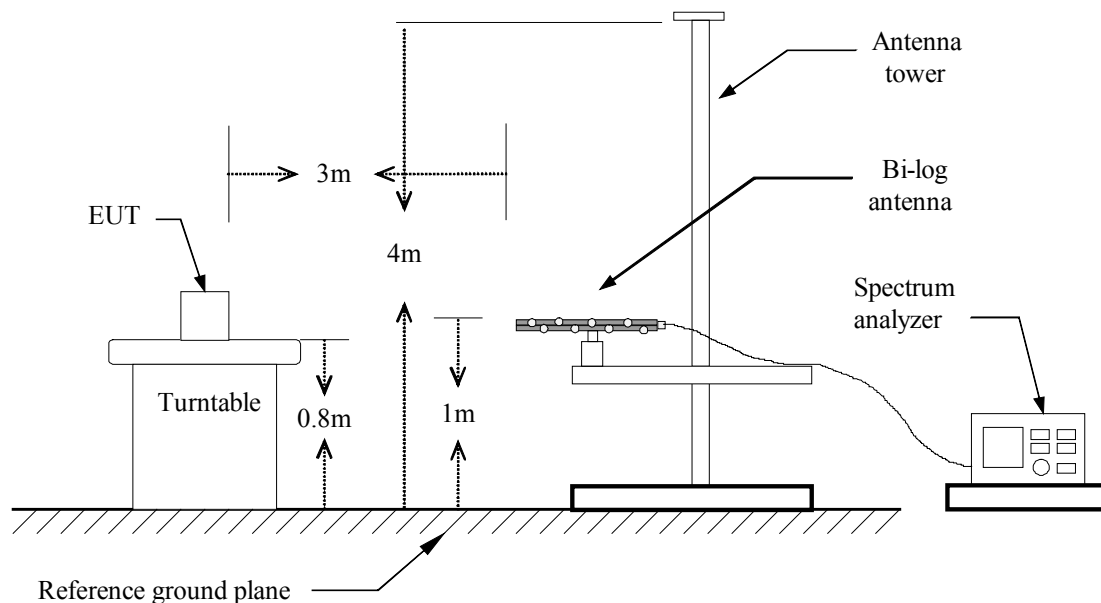 Antenna
tower
3m
Bi-log
antenna
EUT
4m
Spectrum
analyzer
Turntable
0.8m
1m
Reference ground plane